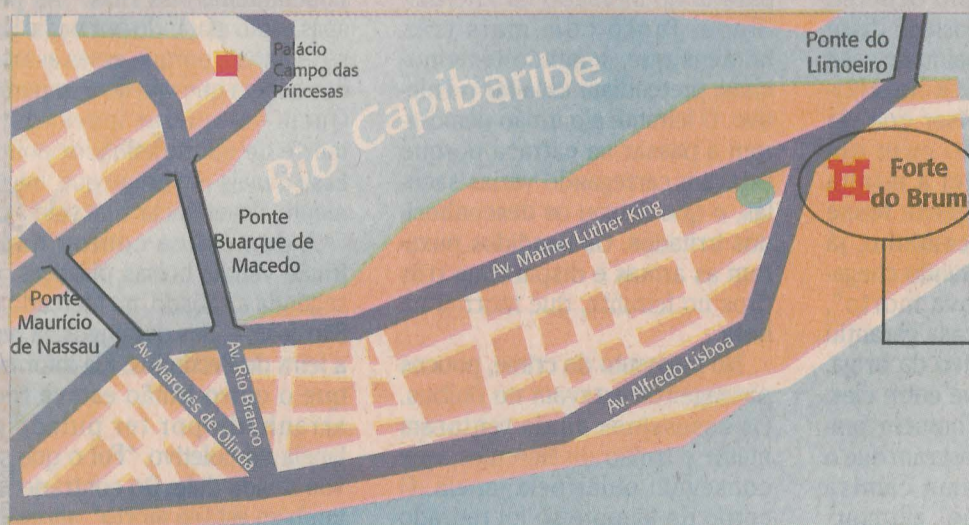 Palácio
Campo das
Princesas
Rio Capibaribe
Ponte do
Limoeiro
Forte
do Brum
Ponte
Buarque de
Macedo
Av. Mather Luther King
Ponte
Maurício
de Nassau
Av. Marquês de Olinda
Av. Rio Branco
Av. Alfredo Lisboa